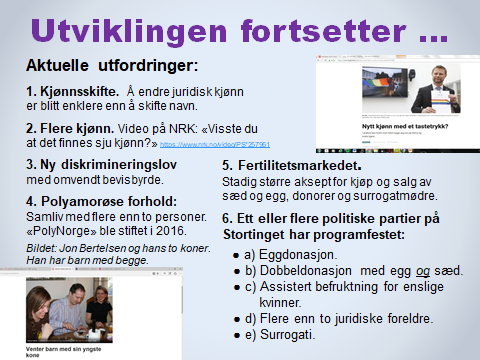 Utviklingen fortsetter ...
Aktuelle utfordringer:
1. Kjønnsskifte. Å endre juridisk kjønn
er blitt enklere enn å skifte navn.
2. Flere kjønn. Video på NRK: «Visste du
at det finnes sju kjønn?» https://www.nrk.no/video/PS*257951
3. Ny diskrimineringslov
med omvendt bevisbyrde.
4. Polyamorøse forhold:
Samliv med flere enn to personer.
«PolyNorge» ble stiftet i 2016.
Bildet: Jon Bertelsen og hans to koner.
Han har barn med begge.
Venter barn med sin yngste
kone
Nytt kjønn med et tastetrykk?
5. Fertilitetsmarkedet.
Stadig større aksept for kjøp og salg av
sæd og egg, donorer og surrogatmødre.
6. Ett eller flere politiske partier på
Stortinget har programfestet:
• a) Eggdonasjon.
• b) Dobbeldonasjon med egg og sæd.
• c) Assistert befruktning for enslige
kvinner.
• d) Flere enn to juridiske foreldre.
• e) Surrogati.